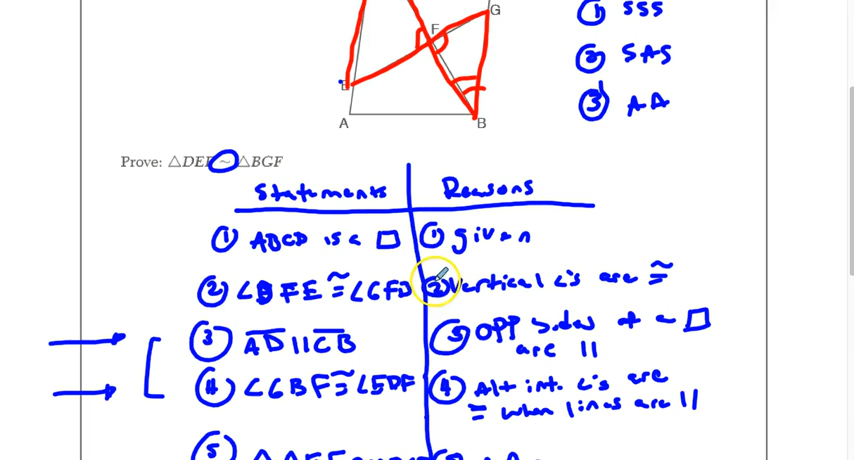 G
① SSS
F
② SAS
③ AA
E
A
B
Prove: △DEF ~ △BGF
Statements
Reasons
① ABCD is a ▱
① given
② ∠DFE ≅ ∠GFB
② Vertical ∠'s are ≅
③ AD || CB
③ Opp sides of a ▱
are ||
④ ∠GBF ≅ ∠EDF
④ Alt int. ∠'s are
≅ when lines are ||
⑤